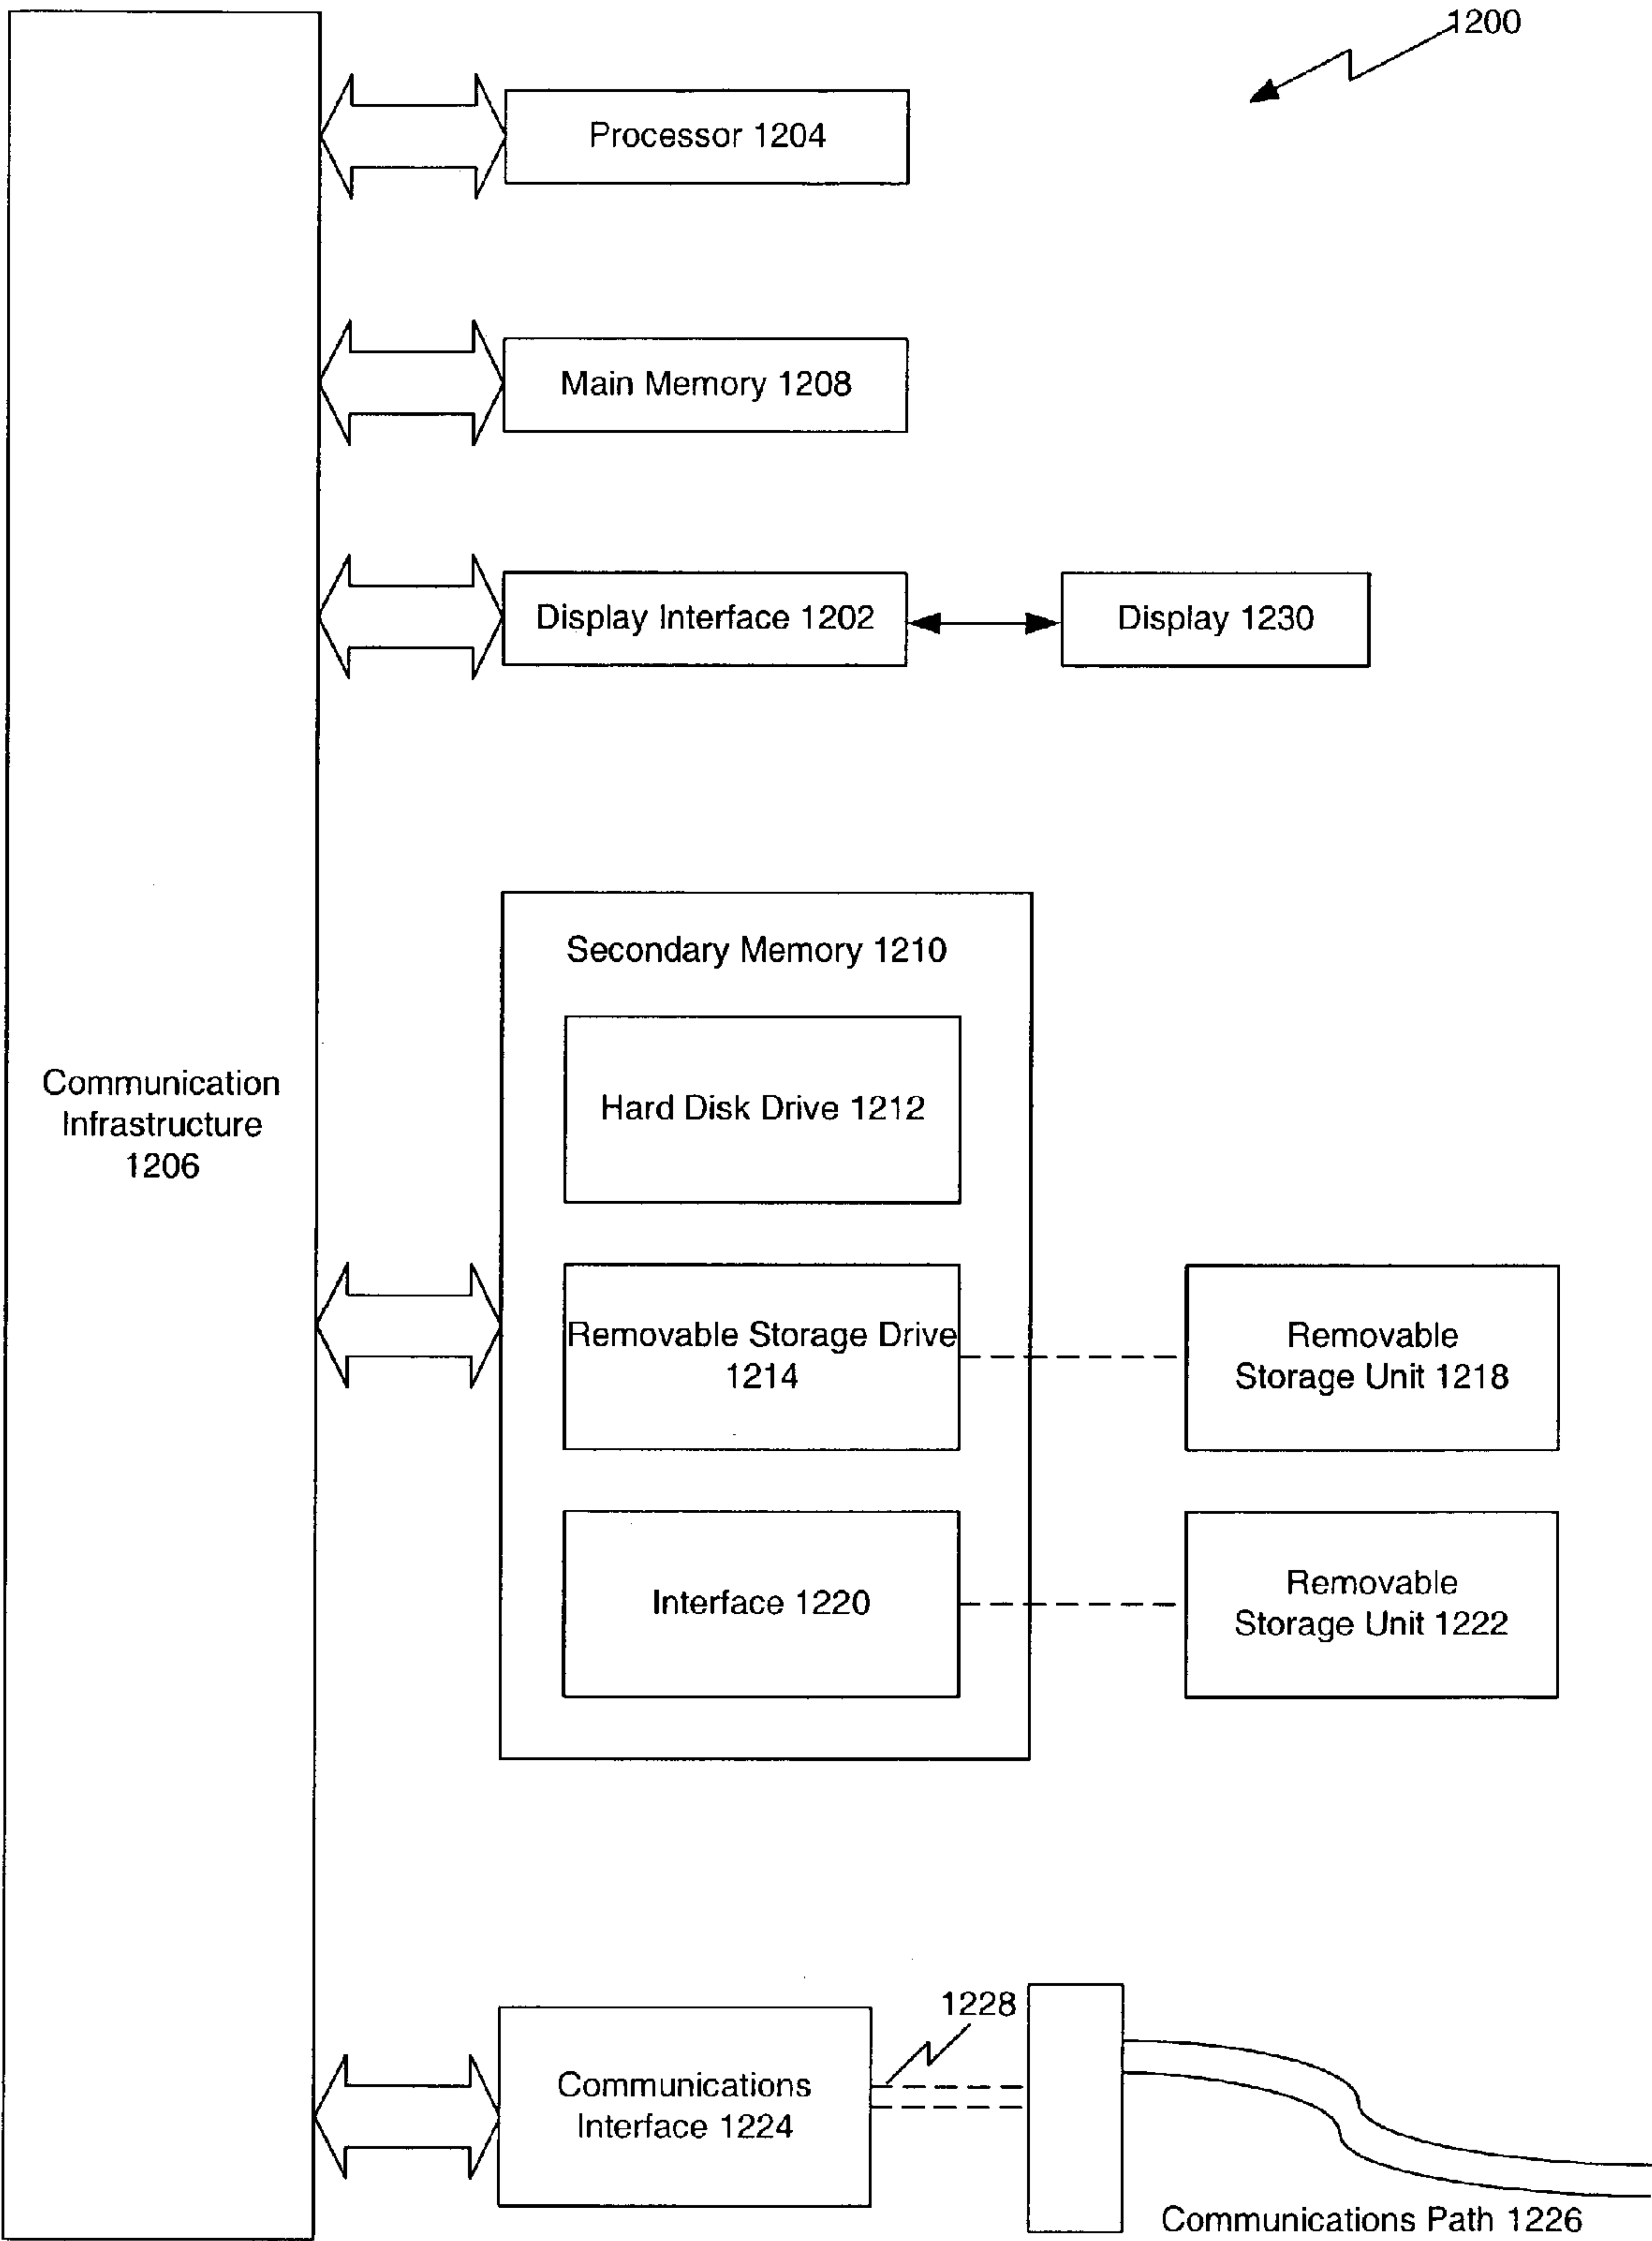 1200
Processor 1204
Main Memory 1208
Display Interface 1202
Display 1230
Secondary Memory 1210
Hard Disk Drive 1212
Communication
Infrastructure
1206
Removable Storage Drive
1214
Removable
Storage Unit 1218
Interface 1220
Removable
Storage Unit 1222
1228
Communications
Interface 1224
Communications Path 1226